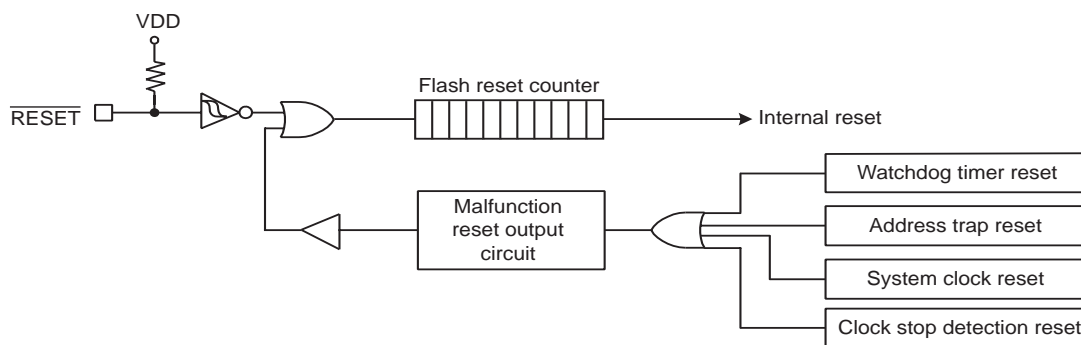 VDD
RESET
Flash reset counter
Internal reset
Watchdog timer reset
Malfunction
reset output
circuit
Address trap reset
System clock reset
Clock stop detection reset